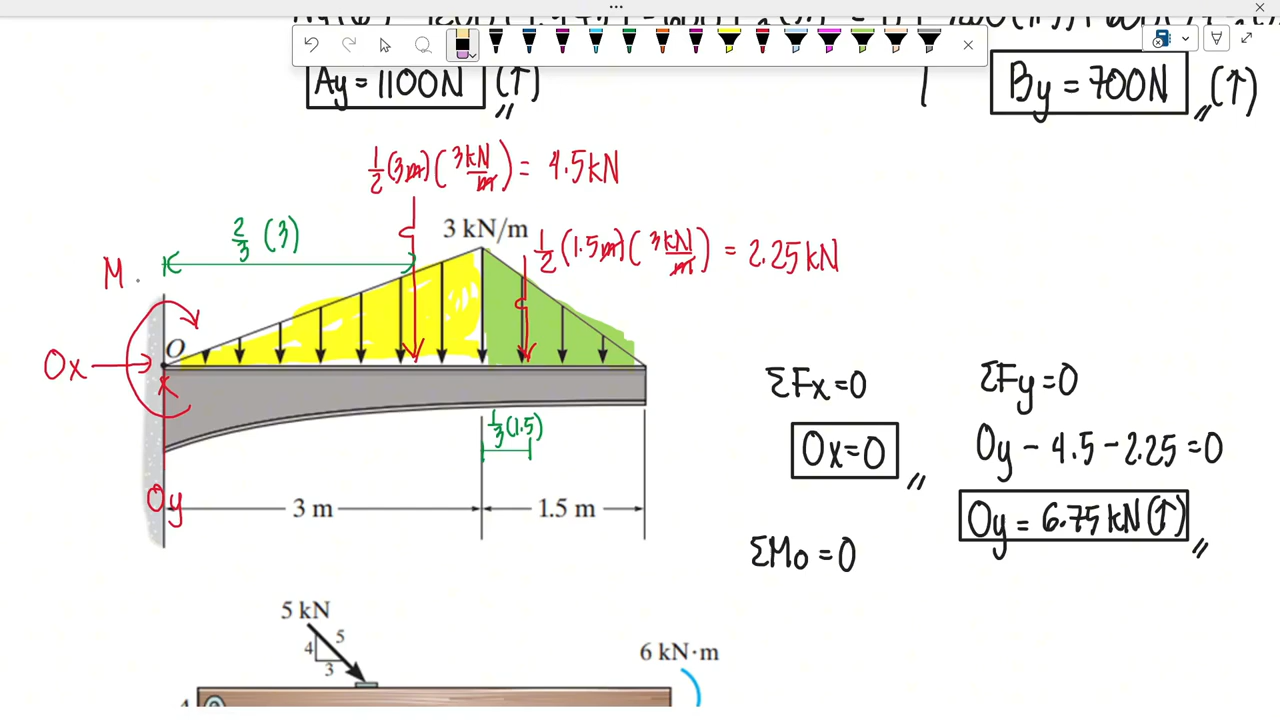 Ay = 1100N (↑)
By = 700N (↑)
1/2 (3m)(3kN/m) = 4.5kN
2/3 (3)
3 kN/m
1/2 (1.5m)(3kN/m) = 2.25kN
M
O
Ox
ΣFx=0
ΣFy=0
1/3 (1.5)
Ox=0
Oy - 4.5 - 2.25 = 0
Oy
3 m
1.5 m
Oy = 6.75 kN (↑)
ΣMo = 0
5 kN
4
5
3
6 kN·m